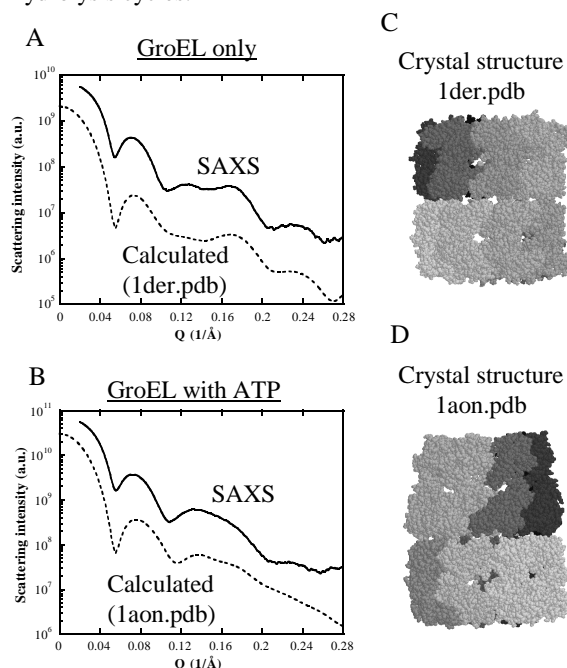 A
GroEL only
10^10
10^9
10^8
10^7
10^6
10^5
Scattering intensity (a.u.)
SAXS
Calculated
(1der.pdb)
0 0.04 0.08 0.12 0.16 0.2 0.24 0.28
Q (1/Å)
B
GroEL with ATP
10^11
10^10
10^9
10^8
10^7
10^6
Scattering intensity (a.u.)
SAXS
Calculated
(1aon.pdb)
0 0.04 0.08 0.12 0.16 0.2 0.24 0.28
Q (1/Å)
C
Crystal structure
1der.pdb
D
Crystal structure
1aon.pdb